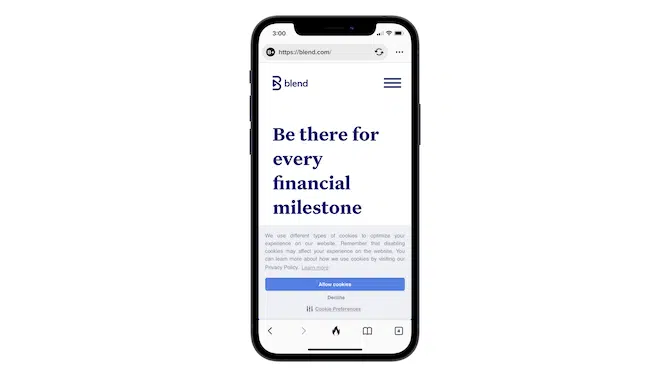 3:00
https://blend.com/
blend
Be there for
every
financial
milestone
We use different types of cookies to optimize your
experience on our website. Remember that disabling
cookies may affect your experience on the website. You
can learn more about how we use cookies by visiting our
Privacy Policy. Learn more
Allow cookies
Decline
Cookie Preferences